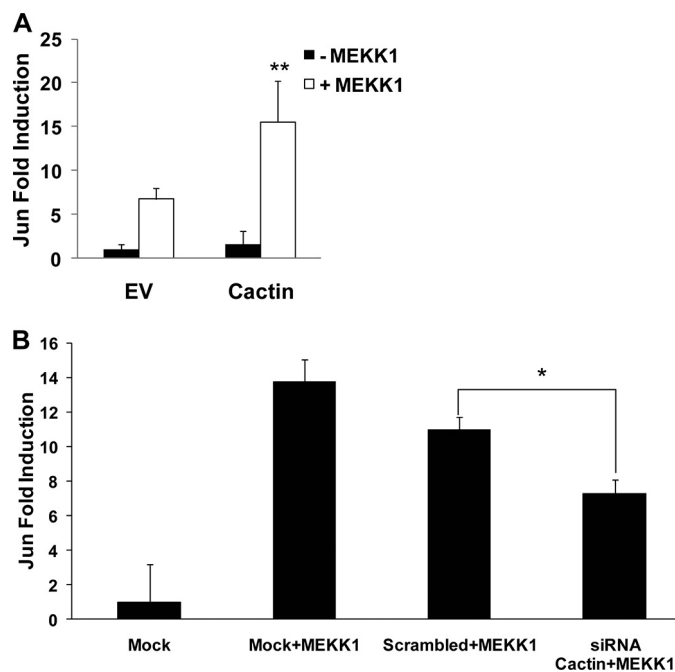 A
25
20
15
10
5
0
Jun Fold Induction
**
- MEKK1
+ MEKK1
EV
Cactin
B
16
14
12
10
8
6
4
2
0
Jun Fold Induction
*
Mock
Mock+MEKK1
Scrambled+MEKK1
siRNA
Cactin+MEKK1